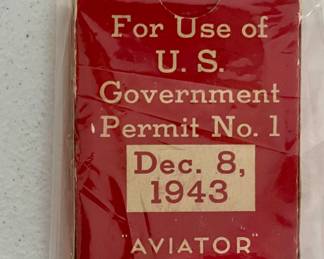 For Use of
U. S.
Government
Permit No. 1
Dec. 8,
1943
"AVIATOR"